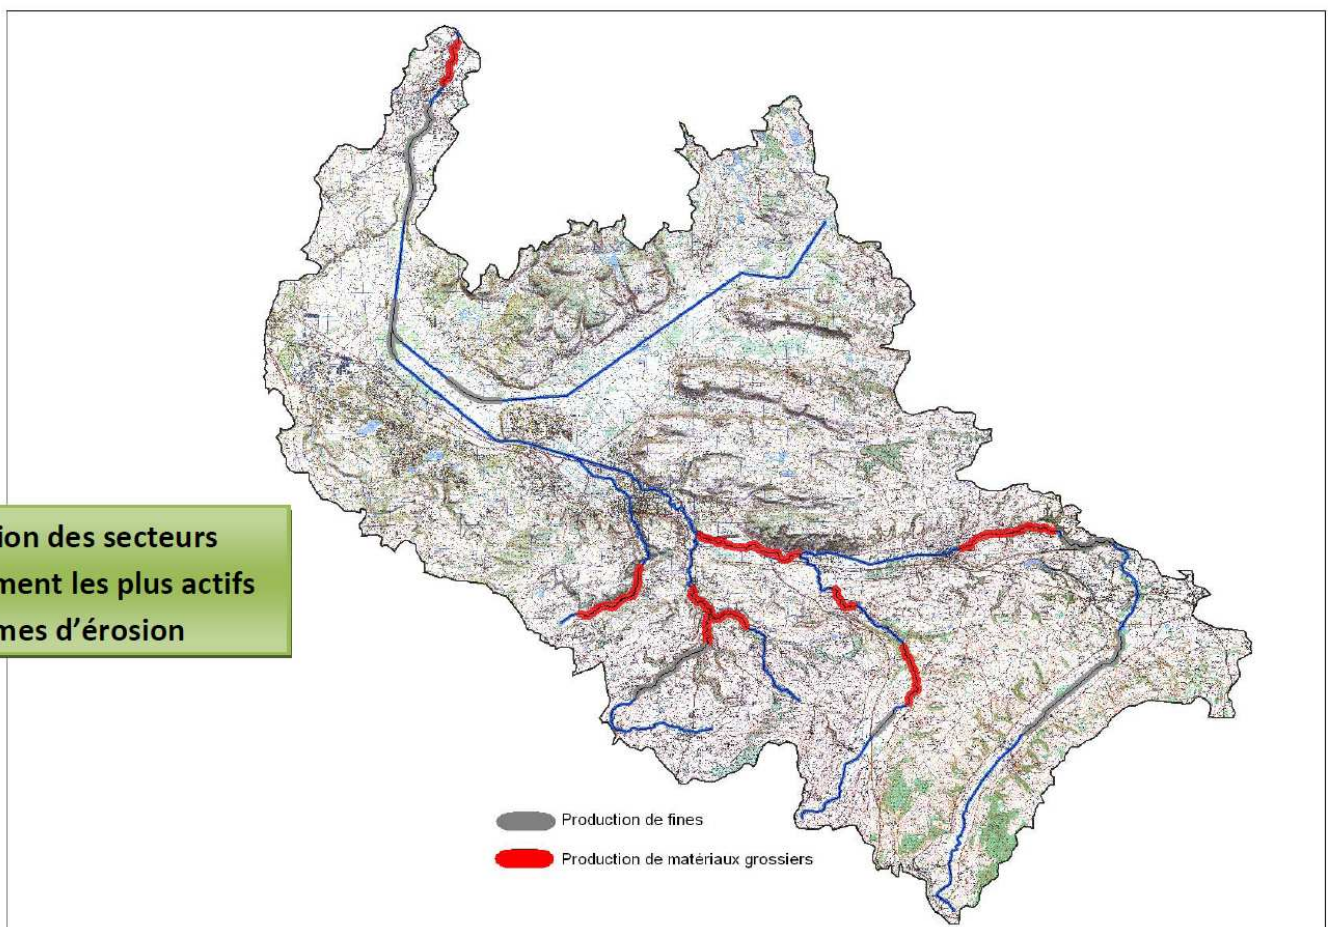 ion des secteurs
ment les plus actifs
mes d'érosion
Production de fines
Production de matériaux grossiers